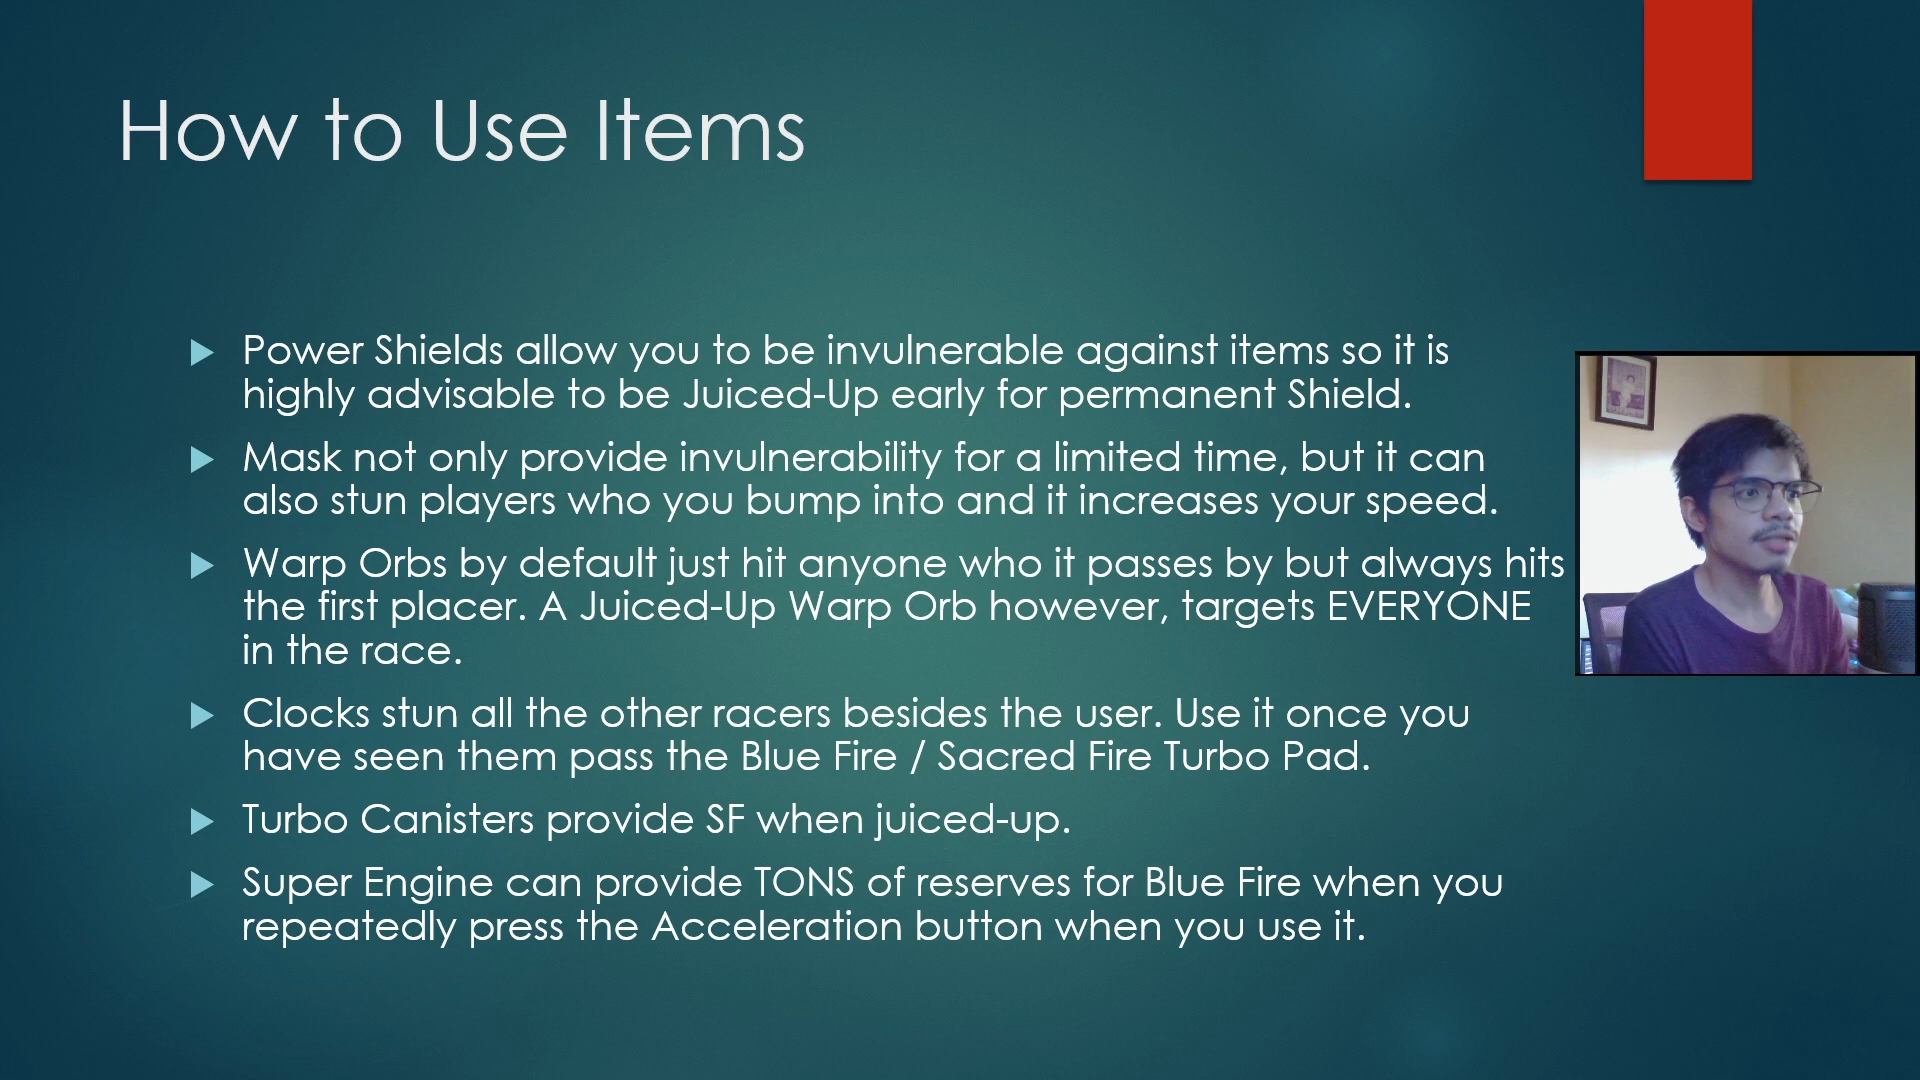 How to Use Items
Power Shields allow you to be invulnerable against items so it is
highly advisable to be Juiced-Up early for permanent Shield.
Mask not only provide invulnerability for a limited time, but it can
also stun players who you bump into and it increases your speed.
Warp Orbs by default just hit anyone who it passes by but always hits
the first placer. A Juiced-Up Warp Orb however, targets EVERYONE
in the race.
Clocks stun all the other racers besides the user. Use it once you
have seen them pass the Blue Fire / Sacred Fire Turbo Pad.
Turbo Canisters provide SF when juiced-up.
Super Engine can provide TONS of reserves for Blue Fire when you
repeatedly press the Acceleration button when you use it.